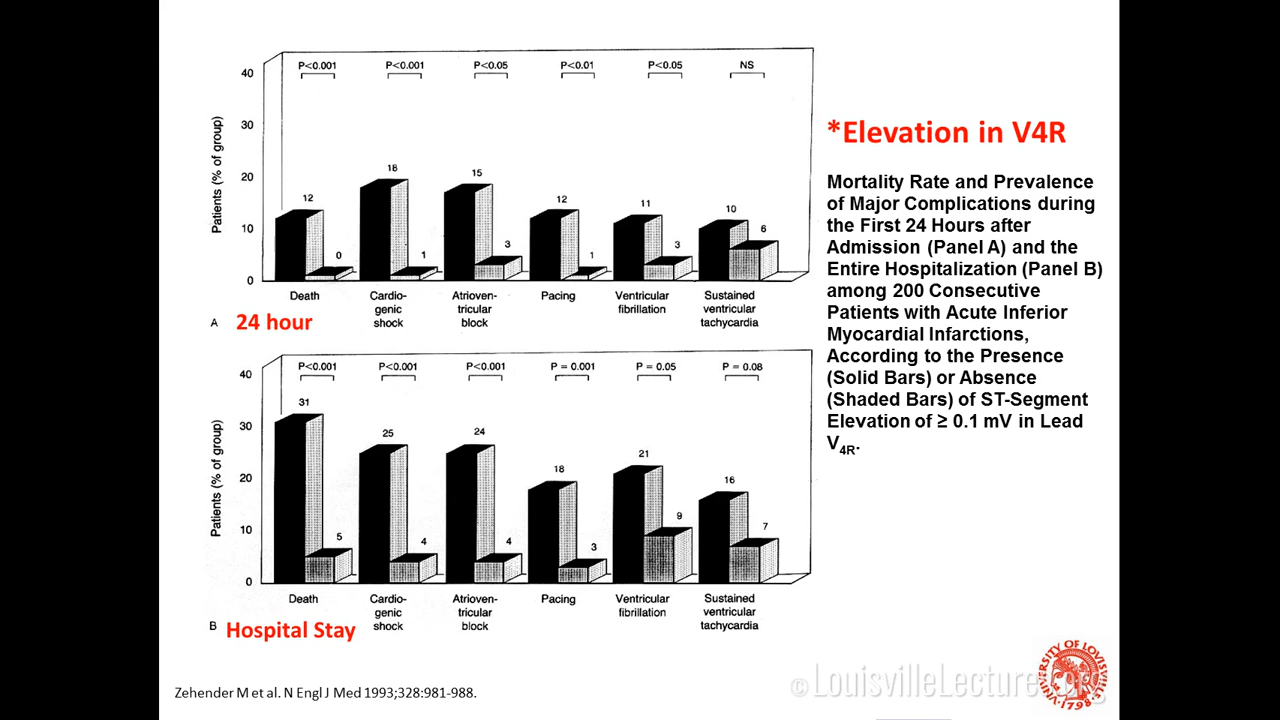 P<0.001 P<0.001 P<0.05 P<0.01 P<0.05 NS
40
30
20
10
0
Patients (% of group)
12 0 18 1 15 3 12 1 11 3 10 6
Death Cardio- Atrioven- Pacing Ventricular Sustained
genic tricular fibrillation ventricular
shock block tachycardia
A 24 hour
P<0.001 P<0.001 P<0.001 P = 0.001 P = 0.05 P = 0.08
40
30
20
10
0
Patients (% of group)
31 5 25 4 24 4 18 3 21 9 16 7
Death Cardio- Atrioven- Pacing Ventricular Sustained
genic tricular fibrillation ventricular
shock block tachycardia
B Hospital Stay
*Elevation in V4R
Mortality Rate and Prevalence
of Major Complications during
the First 24 Hours after
Admission (Panel A) and the
Entire Hospitalization (Panel B)
among 200 Consecutive
Patients with Acute Inferior
Myocardial Infarctions,
According to the Presence
(Solid Bars) or Absence
(Shaded Bars) of ST-Segment
Elevation of ≥ 0.1 mV in Lead
V4R.
Zehender M et al. N Engl J Med 1993;328:981-988.
UNIVERSITY OF LOUISVILLE
1798